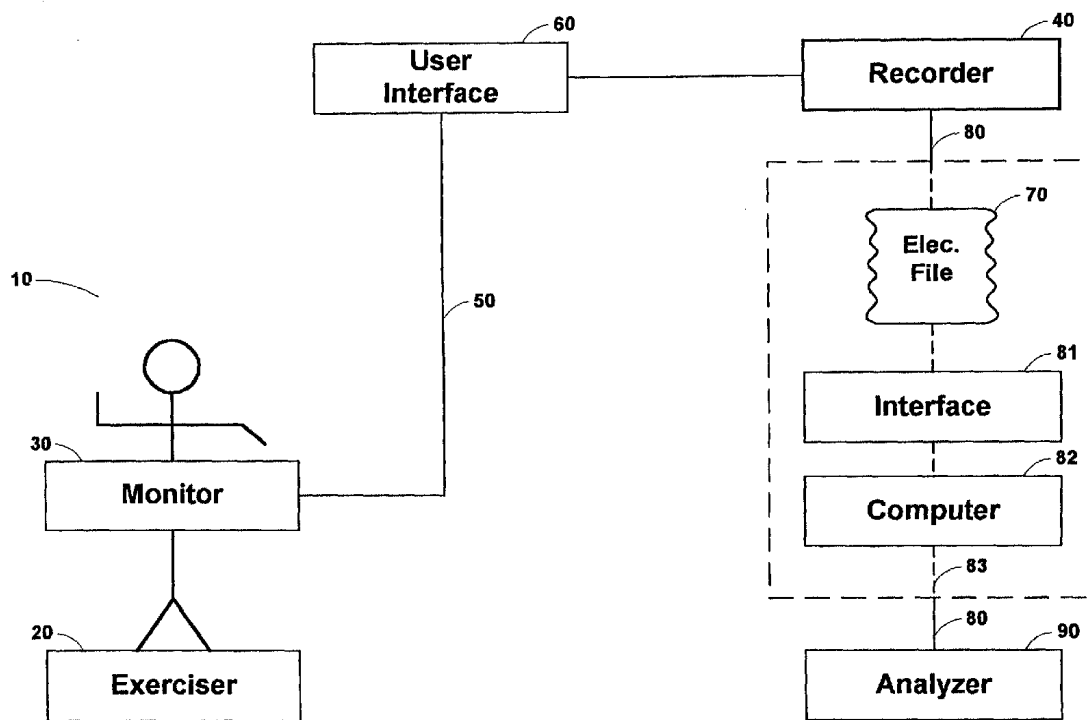 60
User
Interface
40
Recorder
80
70
Elec.
File
10
50
81
Interface
30
Monitor
82
Computer
83
20
Exerciser
80
90
Analyzer